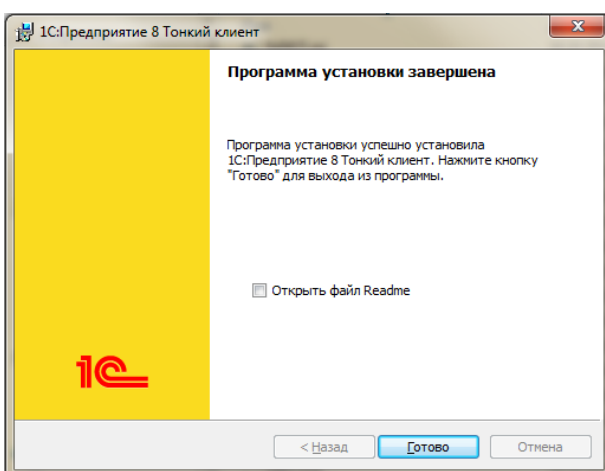 1С:Предприятие 8 Тонкий клиент
Программа установки завершена
Программа установки успешно установила
1С:Предприятие 8 Тонкий клиент. Нажмите кнопку
"Готово" для выхода из программы.
Открыть файл Readme
1С
< Назад
Готово
Отмена